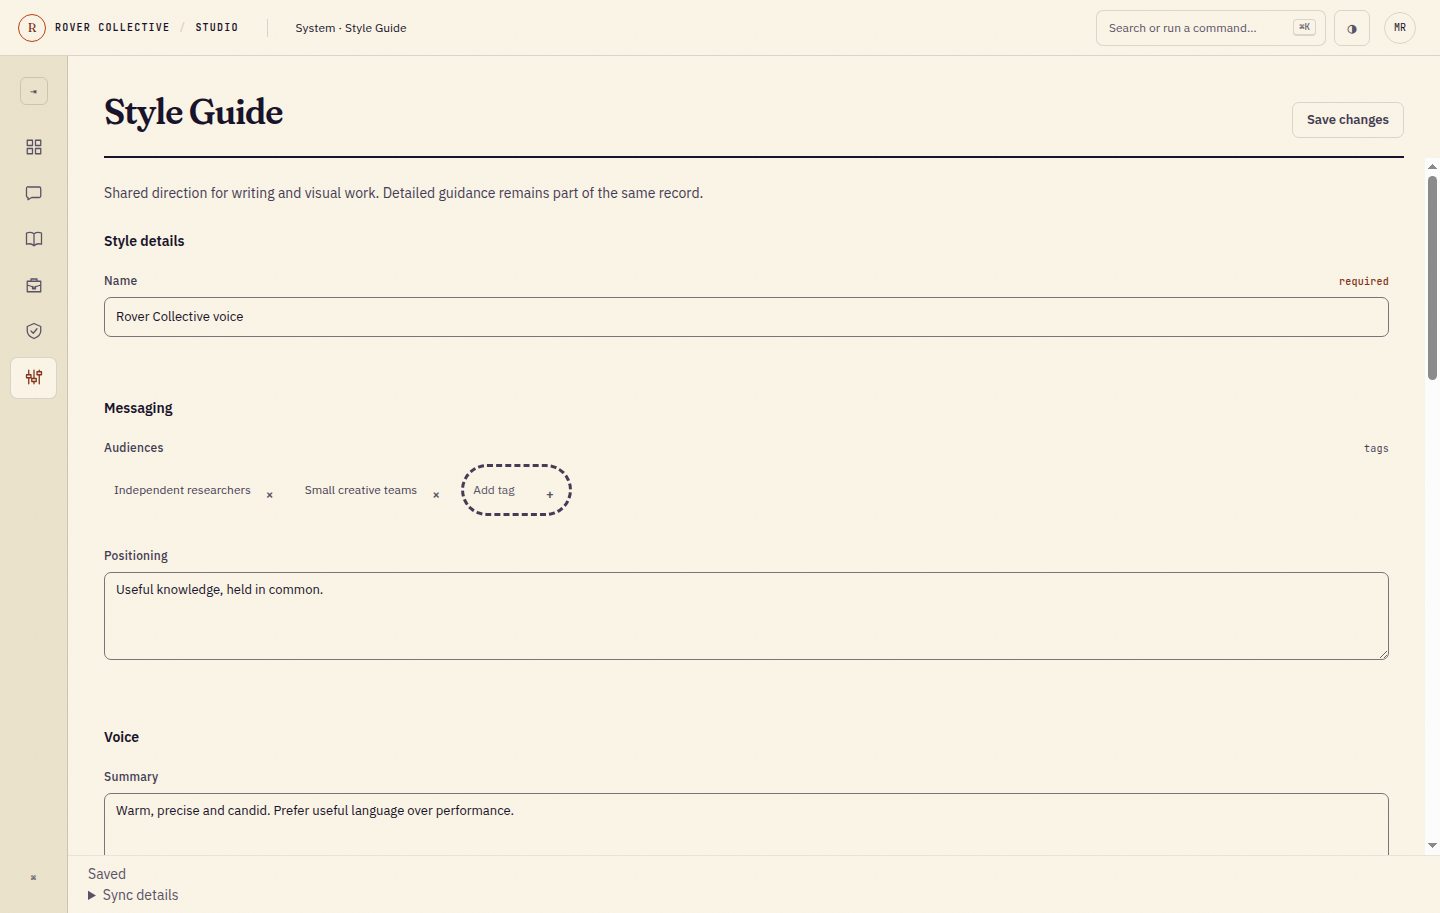 R ROVER COLLECTIVE / STUDIO
System · Style Guide
Search or run a command... ⌘K
MR
Style Guide
Save changes
Shared direction for writing and visual work. Detailed guidance remains part of the same record.
Style details
Name
required
Rover Collective voice
Messaging
Audiences
tags
Independent researchers ×
Small creative teams ×
Add tag +
Positioning
Useful knowledge, held in common.
Voice
Summary
Warm, precise and candid. Prefer useful language over performance.
Saved
⌘
▶ Sync details